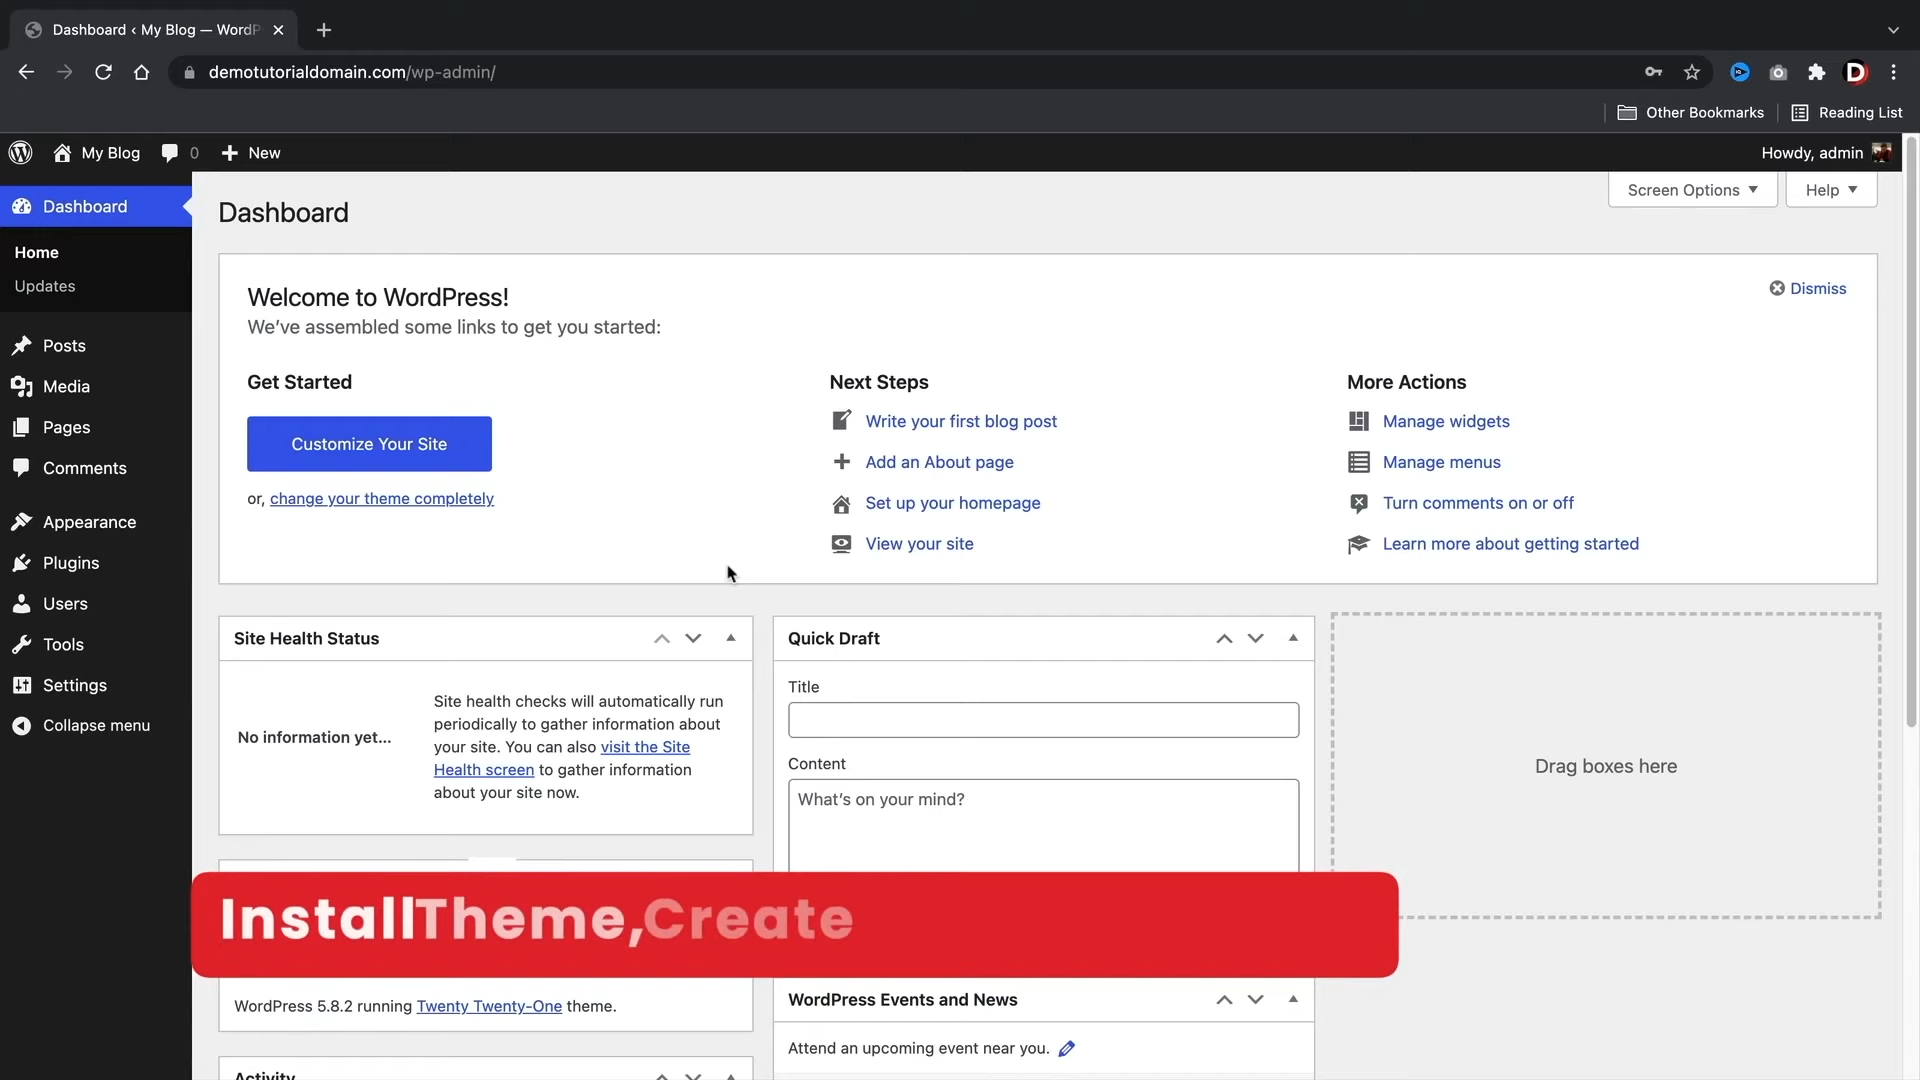 Dashboard ‹ My Blog — WordP
demotutorialdomain.com/wp-admin/
Other Bookmarks
Reading List
My Blog
0
New
Howdy, admin
Dashboard
Home
Updates
Posts
Media
Pages
Comments
Appearance
Plugins
Users
Tools
Settings
Collapse menu
Dashboard
Screen Options
Help
Welcome to WordPress!
We've assembled some links to get you started:
Dismiss
Get Started
Customize Your Site
or, change your theme completely
Next Steps
Write your first blog post
Add an About page
Set up your homepage
View your site
More Actions
Manage widgets
Manage menus
Turn comments on or off
Learn more about getting started
Site Health Status
No information yet...
Site health checks will automatically run
periodically to gather information about
your site. You can also visit the Site
Health screen to gather information
about your site now.
Quick Draft
Title
Content
What's on your mind?
Drag boxes here
InstallTheme,Create
WordPress 5.8.2 running Twenty Twenty-One theme.
WordPress Events and News
Attend an upcoming event near you.
Activity